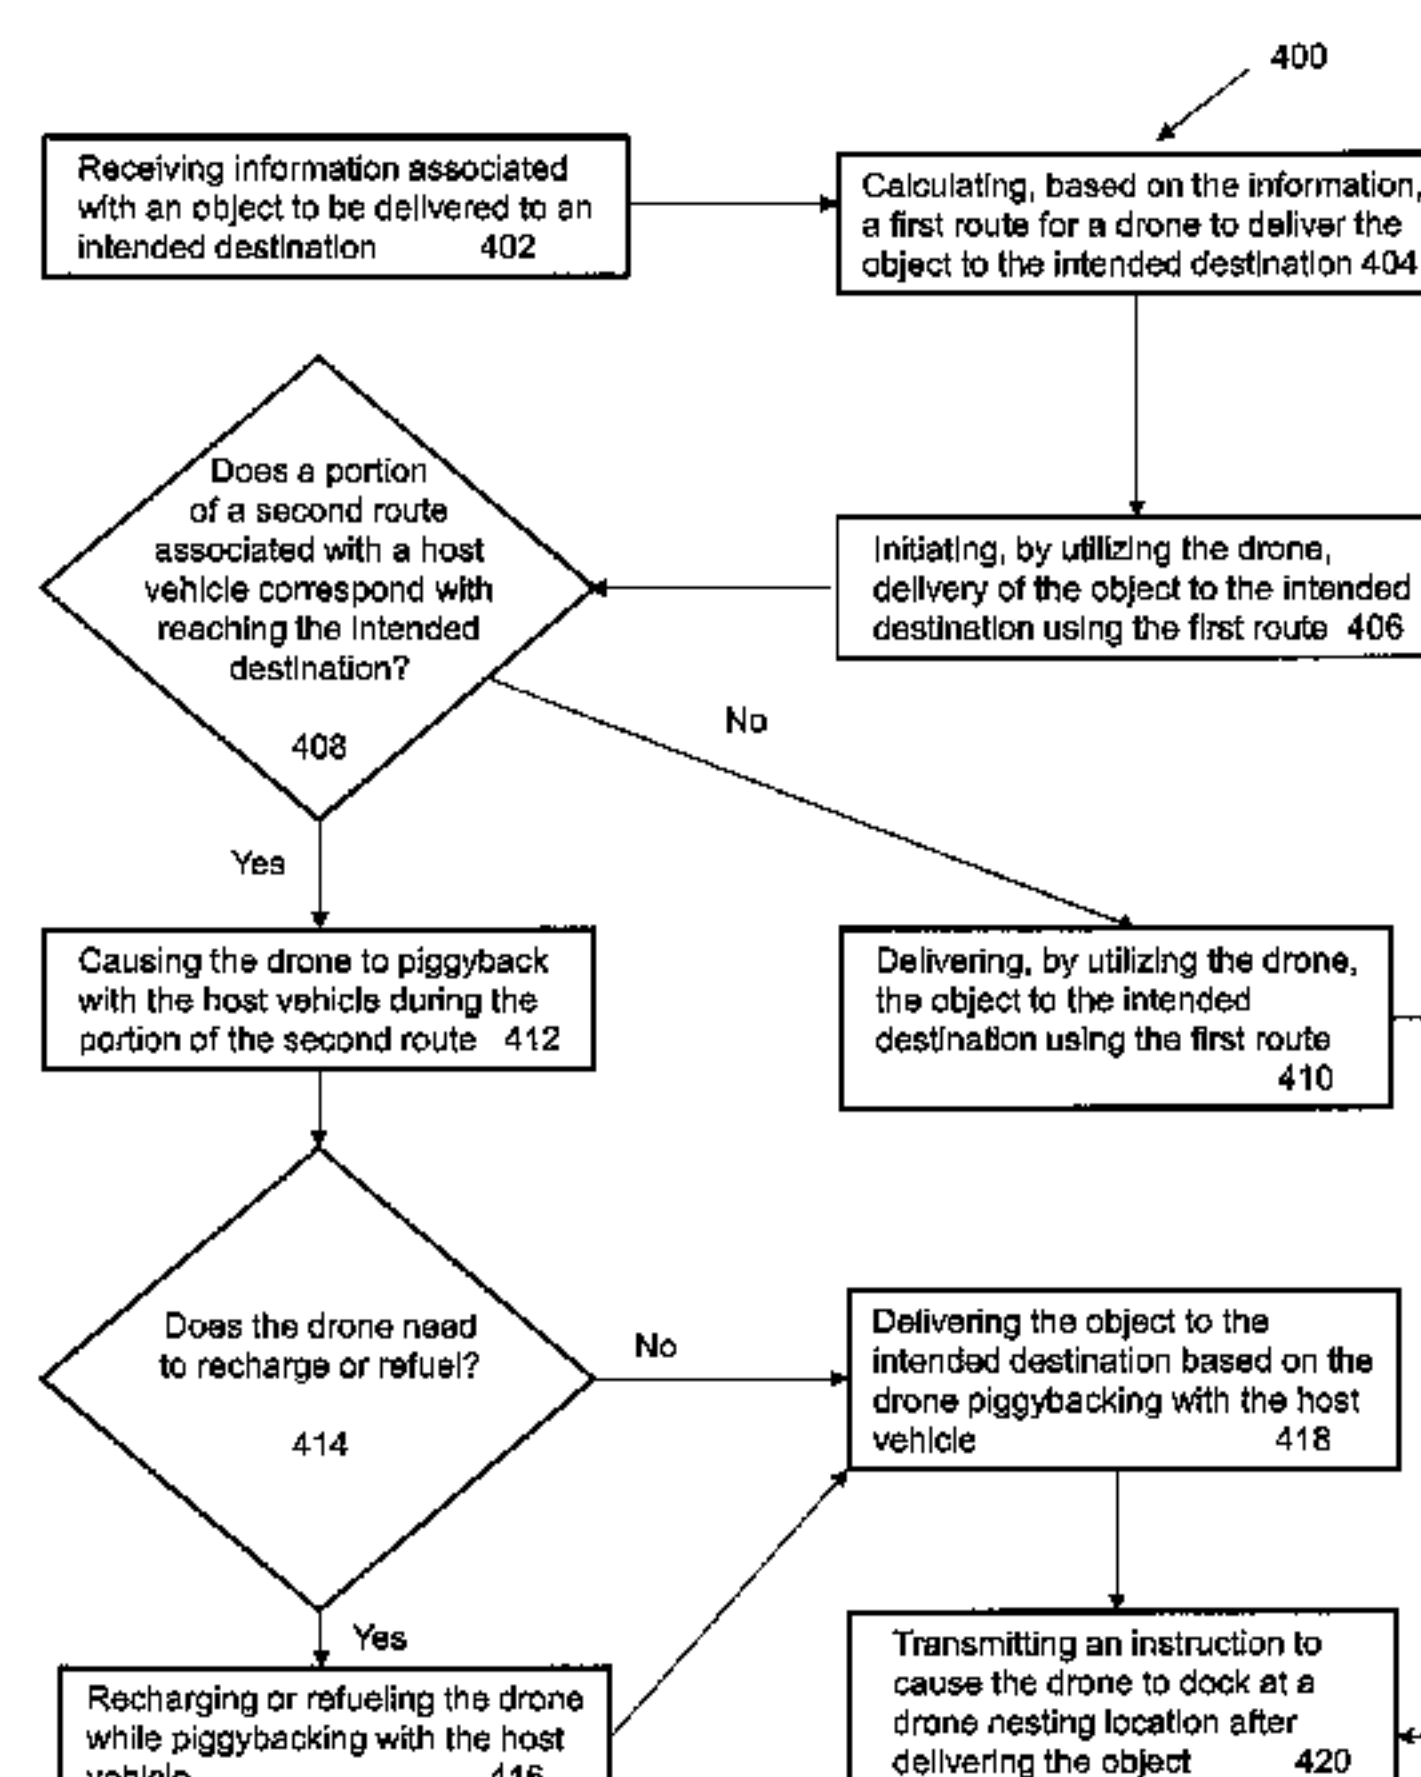 400
Receiving information associated
with an object to be delivered to an
intended destination 402
Calculating, based on the information,
a first route for a drone to deliver the
object to the intended destination 404
Initiating, by utilizing the drone,
delivery of the object to the intended
destination using the first route 406
Does a portion
of a second route
associated with a host
vehicle correspond with
reaching the intended
destination?
408
No
Yes
Causing the drone to piggyback
with the host vehicle during the
portion of the second route 412
Delivering, by utilizing the drone,
the object to the intended
destination using the first route
410
Does the drone need
to recharge or refuel?
414
No
Delivering the object to the
intended destination based on the
drone piggybacking with the host
vehicle 418
Yes
Recharging or refueling the drone
while piggybacking with the host
vehicle 416
Transmitting an instruction to
cause the drone to dock at a
drone nesting location after
delivering the object 420